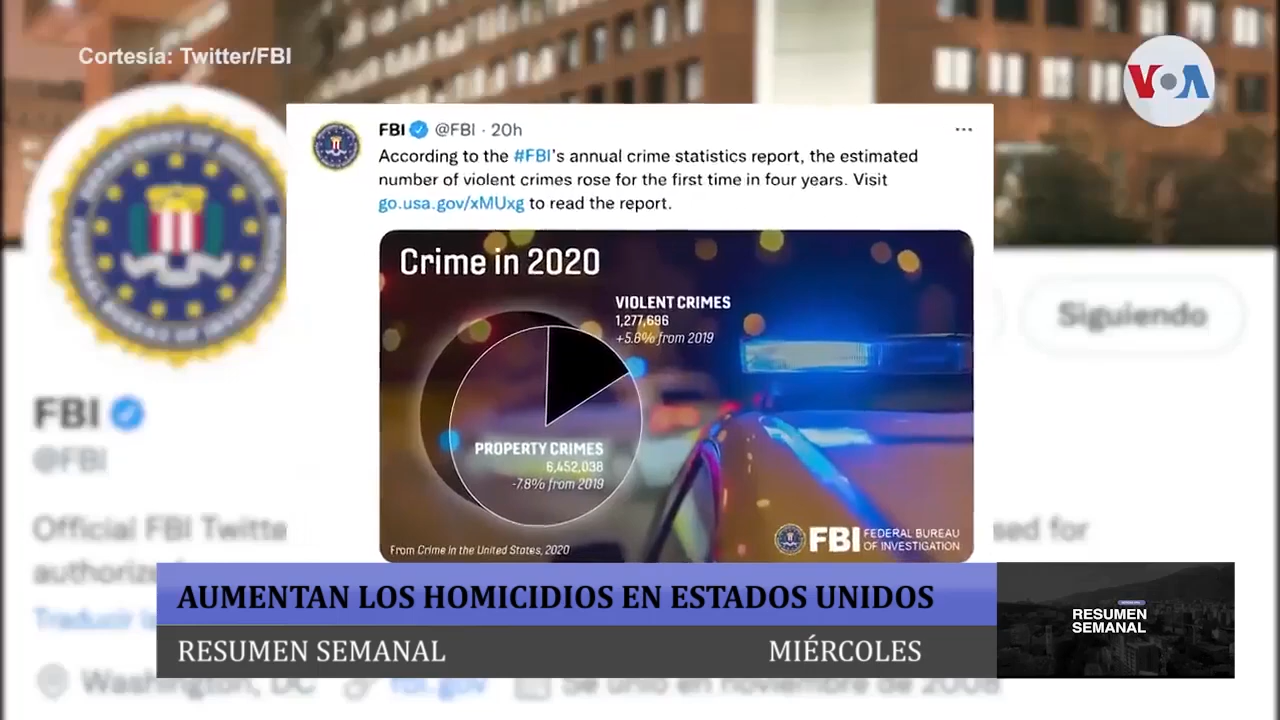 Cortesía: Twitter/FBI
VOA
FBI @FBI · 20h
According to the #FBI's annual crime statistics report, the estimated
number of violent crimes rose for the first time in four years. Visit
go.usa.gov/xMUxg to read the report.
Crime in 2020
VIOLENT CRIMES
1,277,696
+5.6% from 2019
PROPERTY CRIMES
6,452,038
-7.8% from 2019
From Crime in the United States, 2020
FBI FEDERAL BUREAU
OF INVESTIGATION
Siguiendo
FBI
@FBI
Official FBI Twitte
sed for
Washington, DC
fbi.gov
Se unió en noviembre de 2008
AUMENTAN LOS HOMICIDIOS EN ESTADOS UNIDOS
RESUMEN SEMANAL
MIÉRCOLES
RESUMEN
SEMANAL